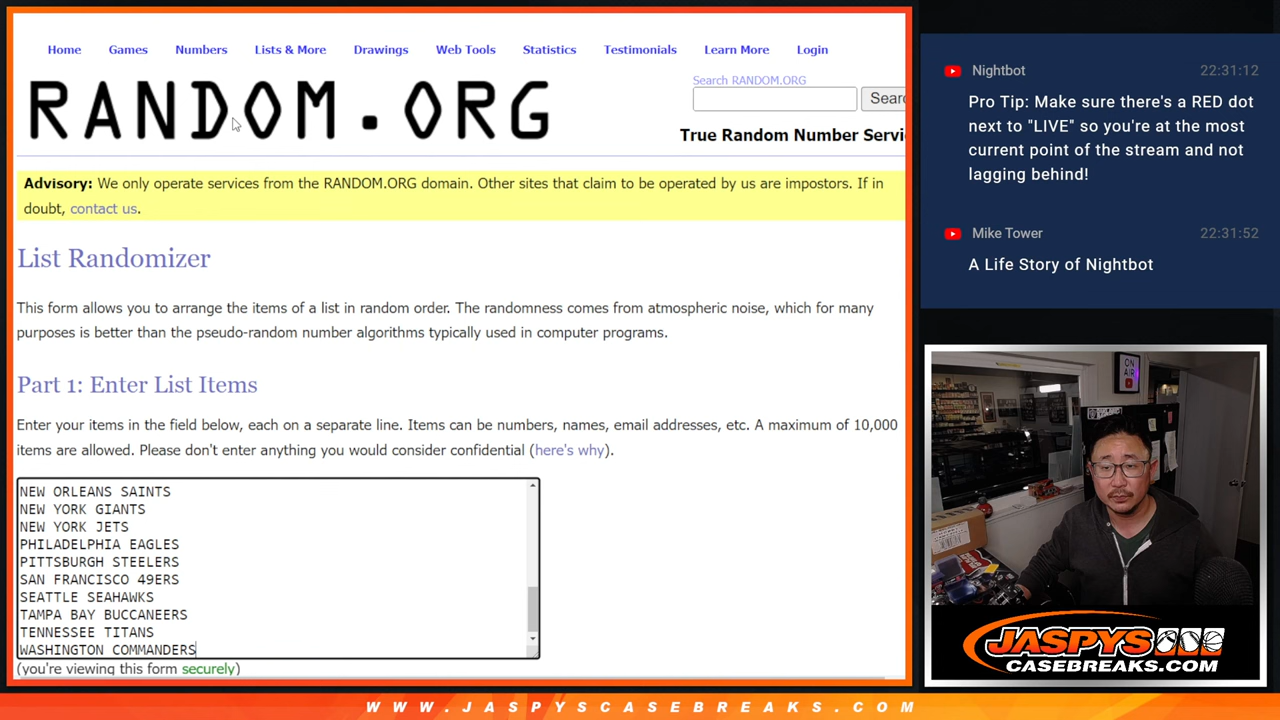 Home Games Numbers Lists & More Drawings Web Tools Statistics Testimonials Learn More Login
RANDOM.ORG
Search RANDOM.ORG
Searc
True Random Number Servi
Advisory: We only operate services from the RANDOM.ORG domain. Other sites that claim to be operated by us are impostors. If in
doubt, contact us.
List Randomizer
This form allows you to arrange the items of a list in random order. The randomness comes from atmospheric noise, which for many
purposes is better than the pseudo-random number algorithms typically used in computer programs.
Part 1: Enter List Items
Enter your items in the field below, each on a separate line. Items can be numbers, names, email addresses, etc. A maximum of 10,000
items are allowed. Please don't enter anything you would consider confidential (here's why).
NEW ORLEANS SAINTS
NEW YORK GIANTS
NEW YORK JETS
PHILADELPHIA EAGLES
PITTSBURGH STEELERS
SAN FRANCISCO 49ERS
SEATTLE SEAHAWKS
TAMPA BAY BUCCANEERS
TENNESSEE TITANS
WASHINGTON COMMANDERS
(you're viewing this form securely)
Nightbot 22:31:12
Pro Tip: Make sure there's a RED dot
next to "LIVE" so you're at the most
current point of the stream and not
lagging behind!
Mike Tower 22:31:52
A Life Story of Nightbot
ON
AIR
JASPYS
CASEBREAKS.COM
WWW.JASPYSCASEBREAKS.COM